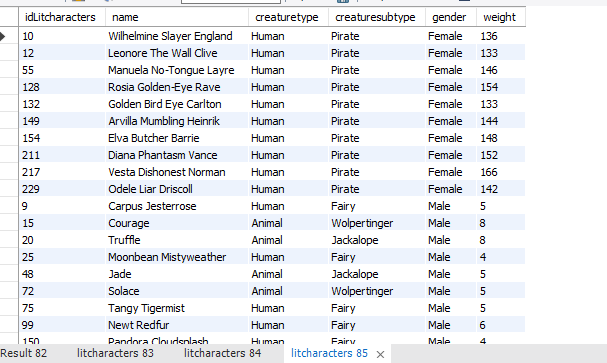 idLitcharacters name creaturetype creaturesubtype gender weight
10 Wilhelmine Slayer England Human Pirate Female 136
12 Leonore The Wall Clive Human Pirate Female 133
55 Manuela No-Tongue Layre Human Pirate Female 146
128 Rosia Golden-Eye Rave Human Pirate Female 154
132 Golden Bird Eye Carlton Human Pirate Female 133
149 Arvilla Mumbling Heinrik Human Pirate Female 144
154 Elva Butcher Barrie Human Pirate Female 148
211 Diana Phantasm Vance Human Pirate Female 152
217 Vesta Dishonest Norman Human Pirate Female 166
229 Odele Liar Driscoll Human Pirate Female 142
9 Carpus Jesterrose Human Fairy Male 5
15 Courage Animal Wolpertinger Male 8
20 Truffle Animal Jackalope Male 8
25 Moonbean Mistyweather Human Fairy Male 4
48 Jade Animal Jackalope Male 5
72 Solace Animal Wolpertinger Male 5
75 Tangy Tigermist Human Fairy Male 5
99 Newt Redfur Human Fairy Male 6
150 Pandora Cloudsplash Human Fairy Male 4
Result 82 litcharacters 83 litcharacters 84 litcharacters 85